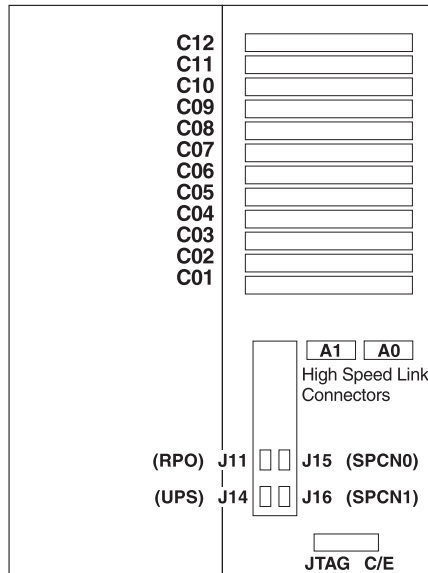 C12
C11
C10
C09
C08
C07
C06
C05
C04
C03
C02
C01
A1 A0
High Speed Link
Connectors
(RPO) J11 J15 (SPCN0)
(UPS) J14 J16 (SPCN1)
JTAG C/E